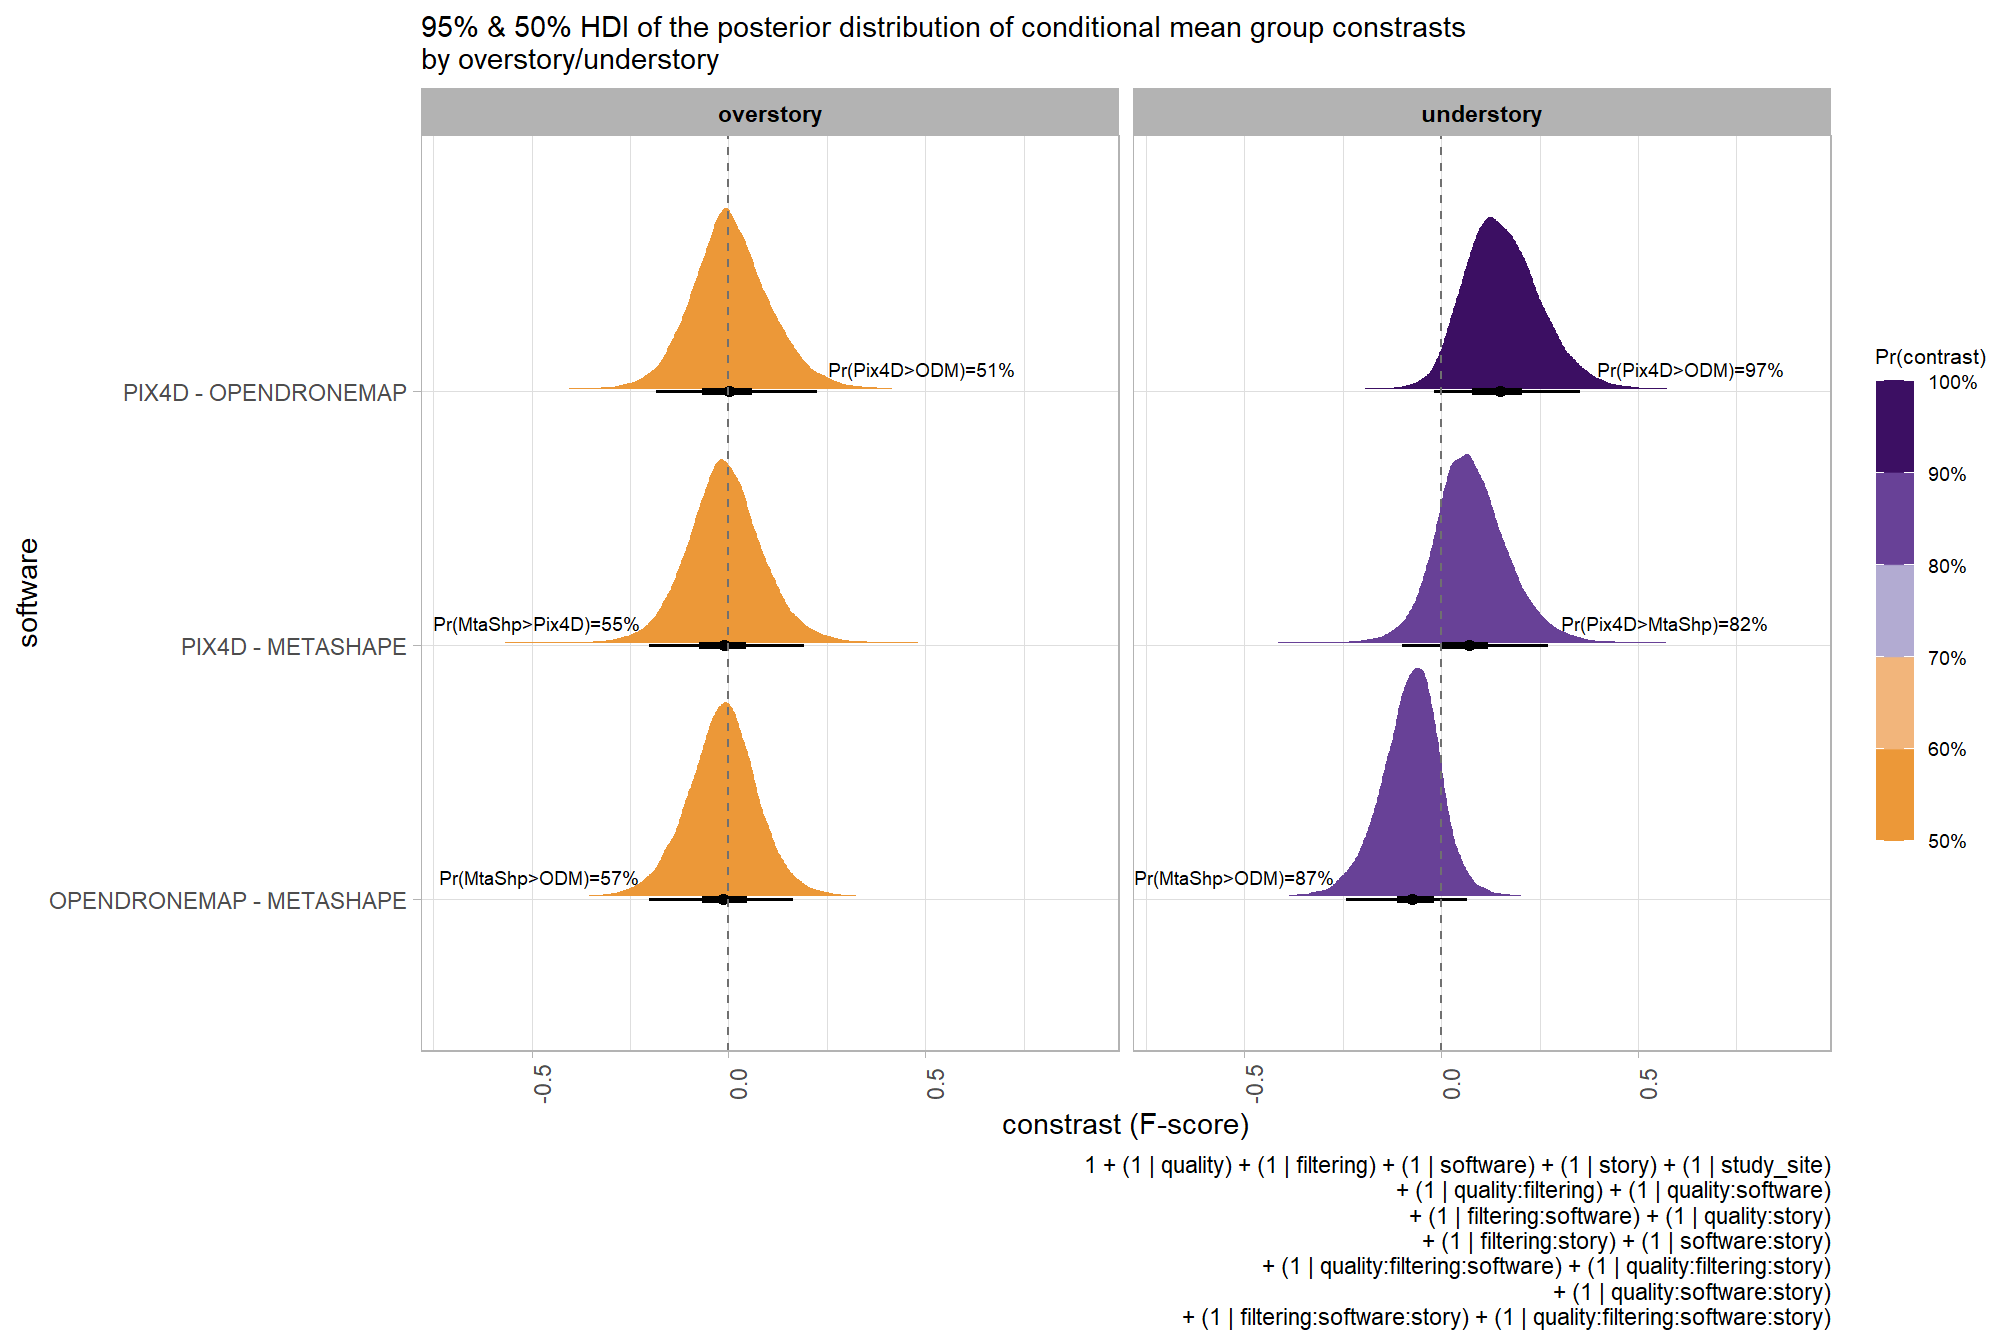 95% & 50% HDI of the posterior distribution of conditional mean group constrasts
by overstory/understory
overstory
understory
software
PIX4D - OPENDRONEMAP
Pr(Pix4D>ODM)=51%
Pr(Pix4D>ODM)=97%
PIX4D - METASHAPE
Pr(MtaShp>Pix4D)=55%
Pr(Pix4D>MtaShp)=82%
OPENDRONEMAP - METASHAPE
Pr(MtaShp>ODM)=57%
Pr(MtaShp>ODM)=87%
Pr(contrast)
100%
90%
80%
70%
60%
50%
-0.5
0.0
0.5
-0.5
0.0
0.5
constrast (F-score)
1 + (1 | quality) + (1 | filtering) + (1 | software) + (1 | story) + (1 | study_site)
+ (1 | quality:filtering) + (1 | quality:software)
+ (1 | filtering:software) + (1 | quality:story)
+ (1 | filtering:story) + (1 | software:story)
+ (1 | quality:filtering:software) + (1 | quality:filtering:story)
+ (1 | quality:software:story)
+ (1 | filtering:software:story) + (1 | quality:filtering:software:story)